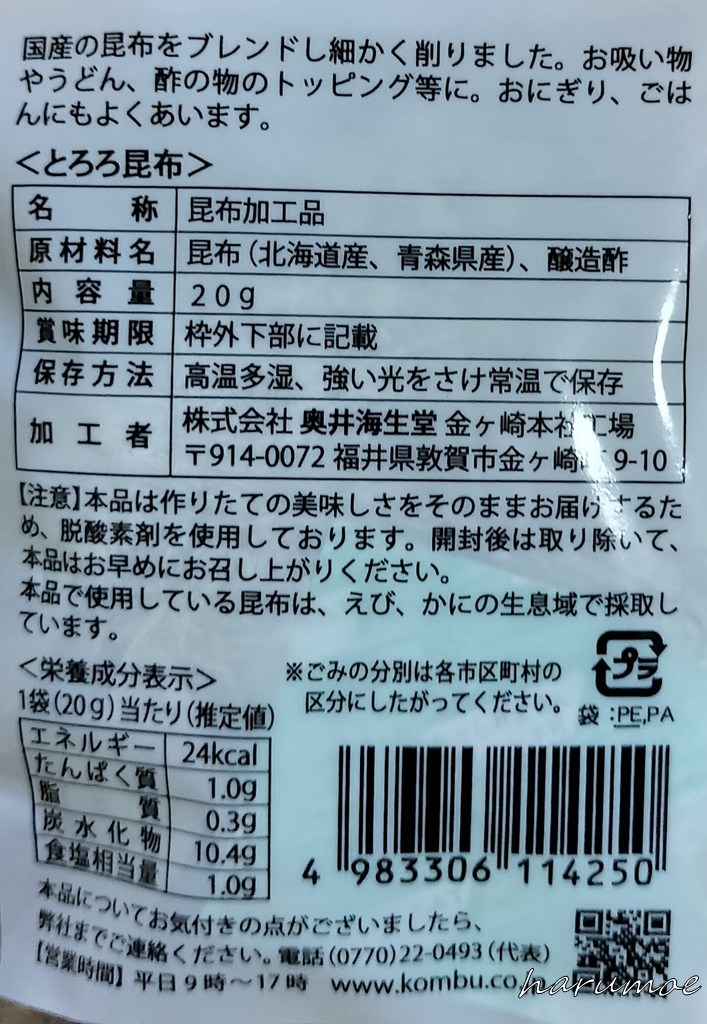 国産の昆布をブレンドし細かく削りました。お吸い物
やうどん、酢の物のトッピング等に。おにぎり、ごは
んにもよくあいます。
＜とろろ昆布＞
名称 昆布加工品
原材料名 昆布（北海道産、青森県産）、醸造酢
内容量 20g
賞味期限 枠外下部に記載
保存方法 高温多湿、強い光をさけ常温で保存
加工者 株式会社 奥井海生堂 金ヶ崎本社工場
〒914-0072 福井県敦賀市金ヶ崎 9-10
【注意】本品は作りたての美味しさをそのままお届けするた
め、脱酸素剤を使用しております。開封後は取り除いて、
本品はお早めにお召し上がりください。
本品で使用している昆布は、えび、かにの生息域で採取し
ています。
＜栄養成分表示＞
1袋(20g)当たり(推定値)
エネルギー 24kcal
たんぱく質 1.0g
脂質 0.3g
炭水化物 10.4g
食塩相当量 1.0g
※ごみの分別は各市区町村の
区分にしたがってください。
プラ
袋：PE,PA
4 983306 114250
本品についてお気付きの点がございましたら、
弊社までご連絡ください。電話(0770)22-0493(代表)
【営業時間】平日9時～17時 www.kombu.co
harumoe